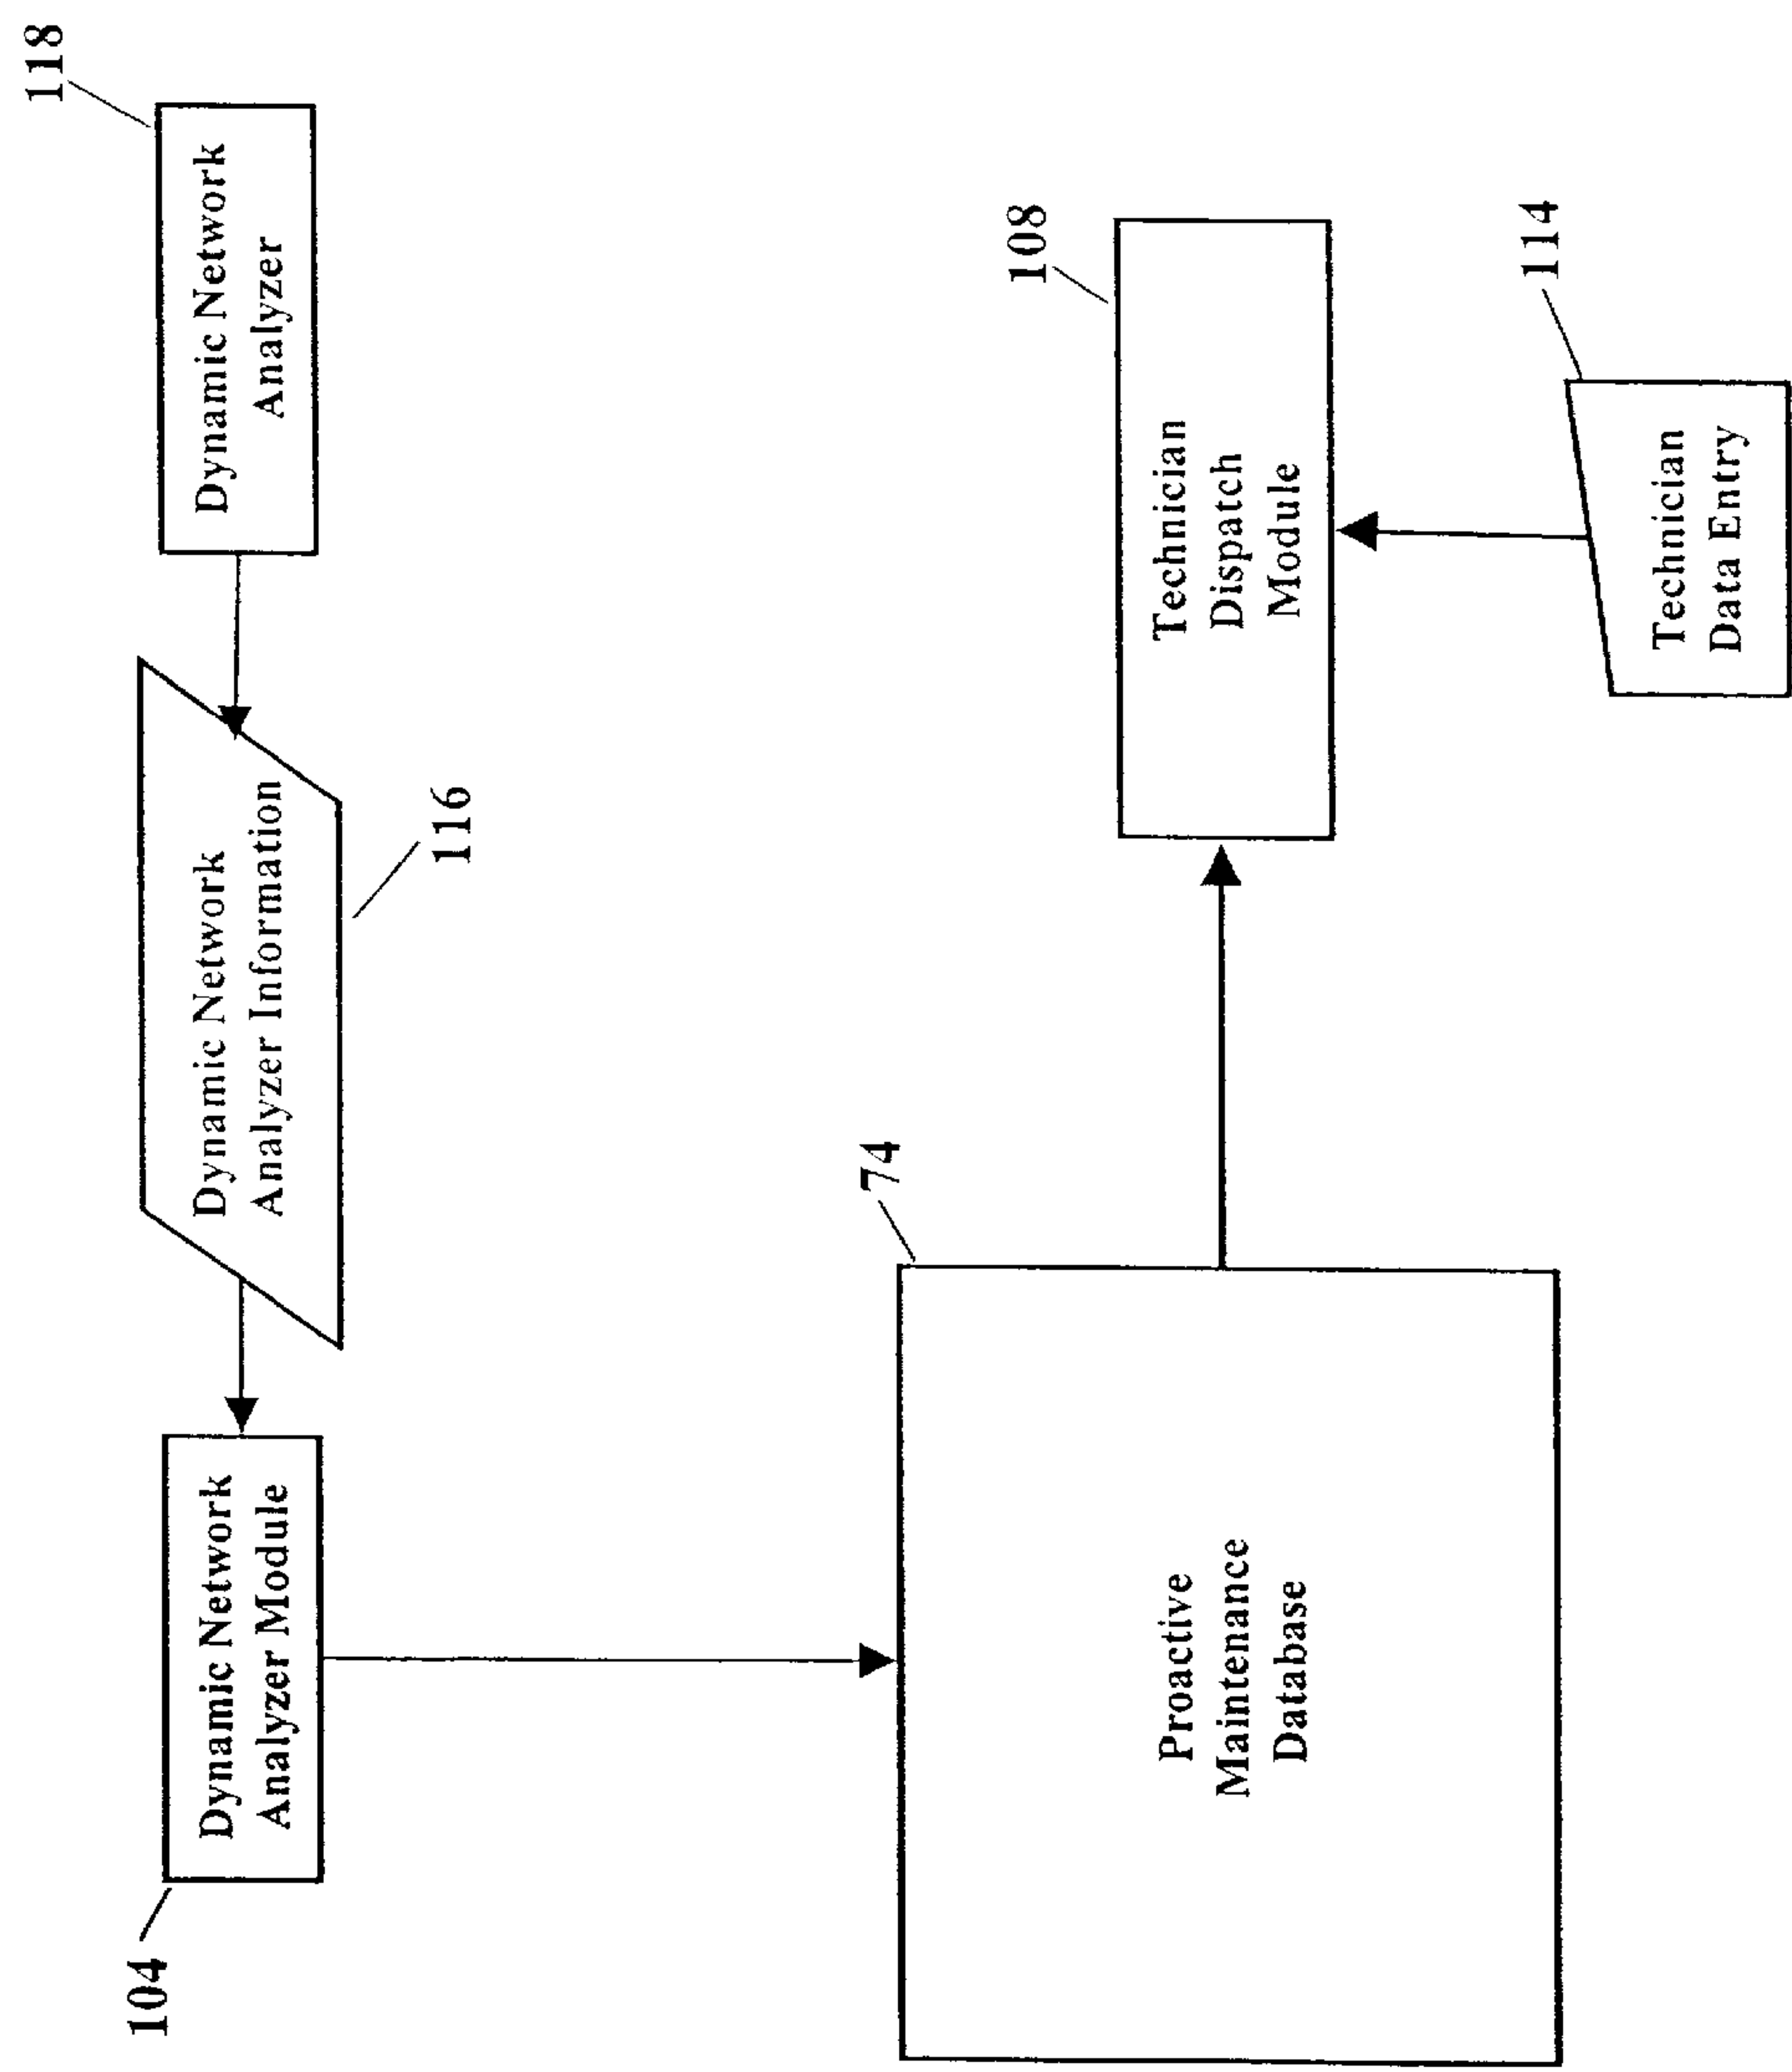 118
Dynamic Network
Analyzer
Dynamic Network
Analyzer Information
116
Dynamic Network
Analyzer Module
104
108
Technician
Dispatch
Module
114
Technician
Data Entry
74
Proactive
Maintenance
Database